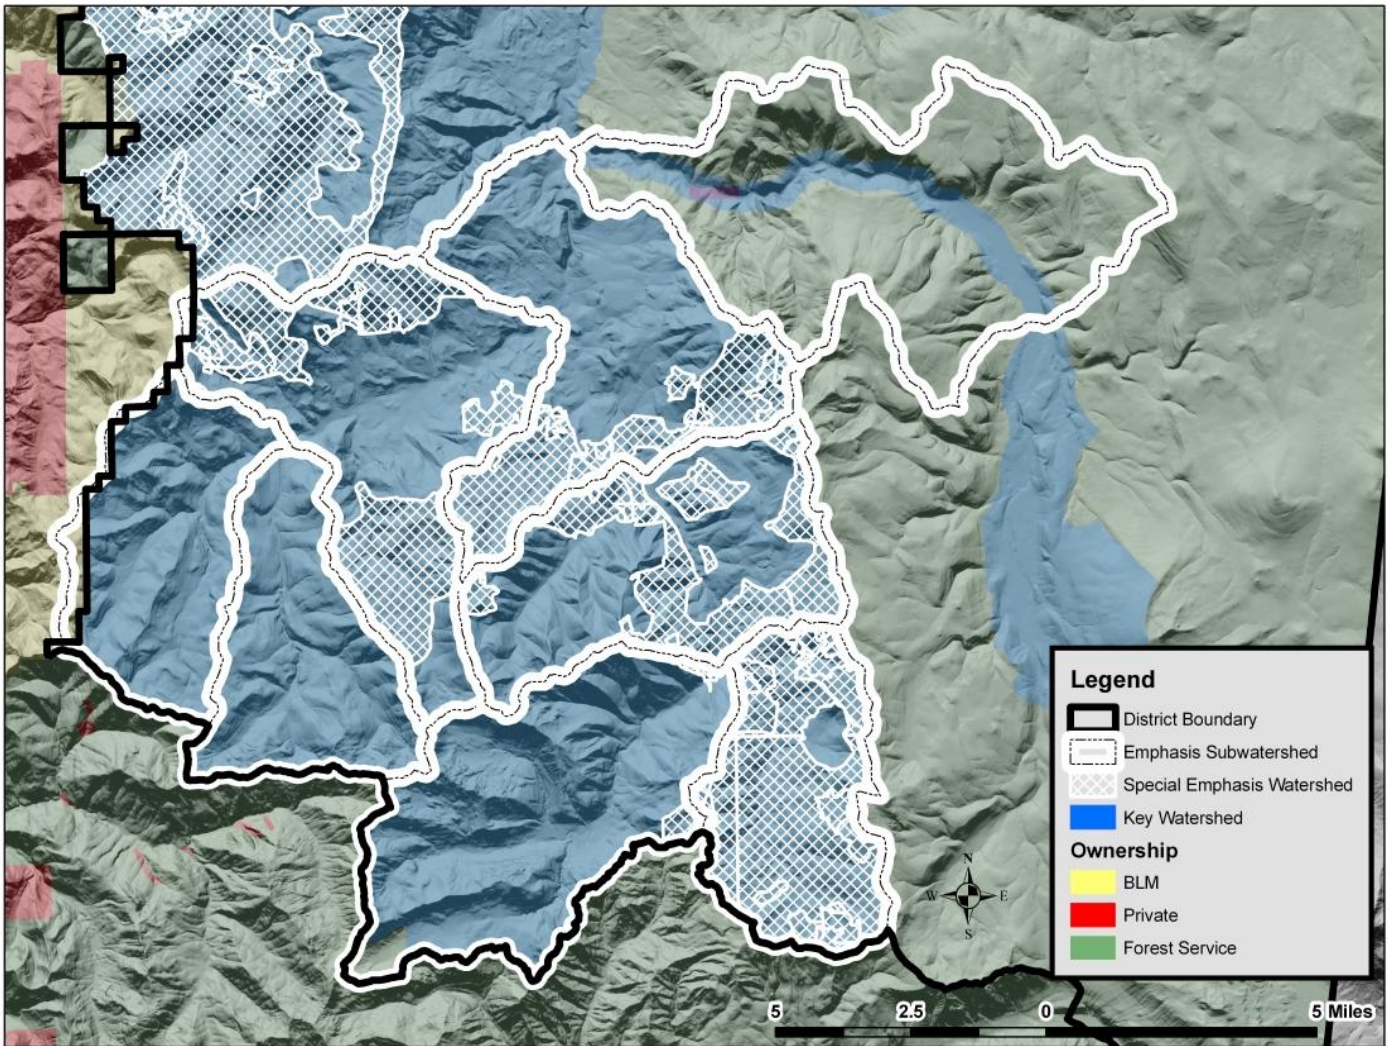 Legend
District Boundary
Emphasis Subwatershed
Special Emphasis Watershed
Key Watershed
Ownership
BLM
Private
Forest Service
N
W E
S
5 2.5 0 5 Miles